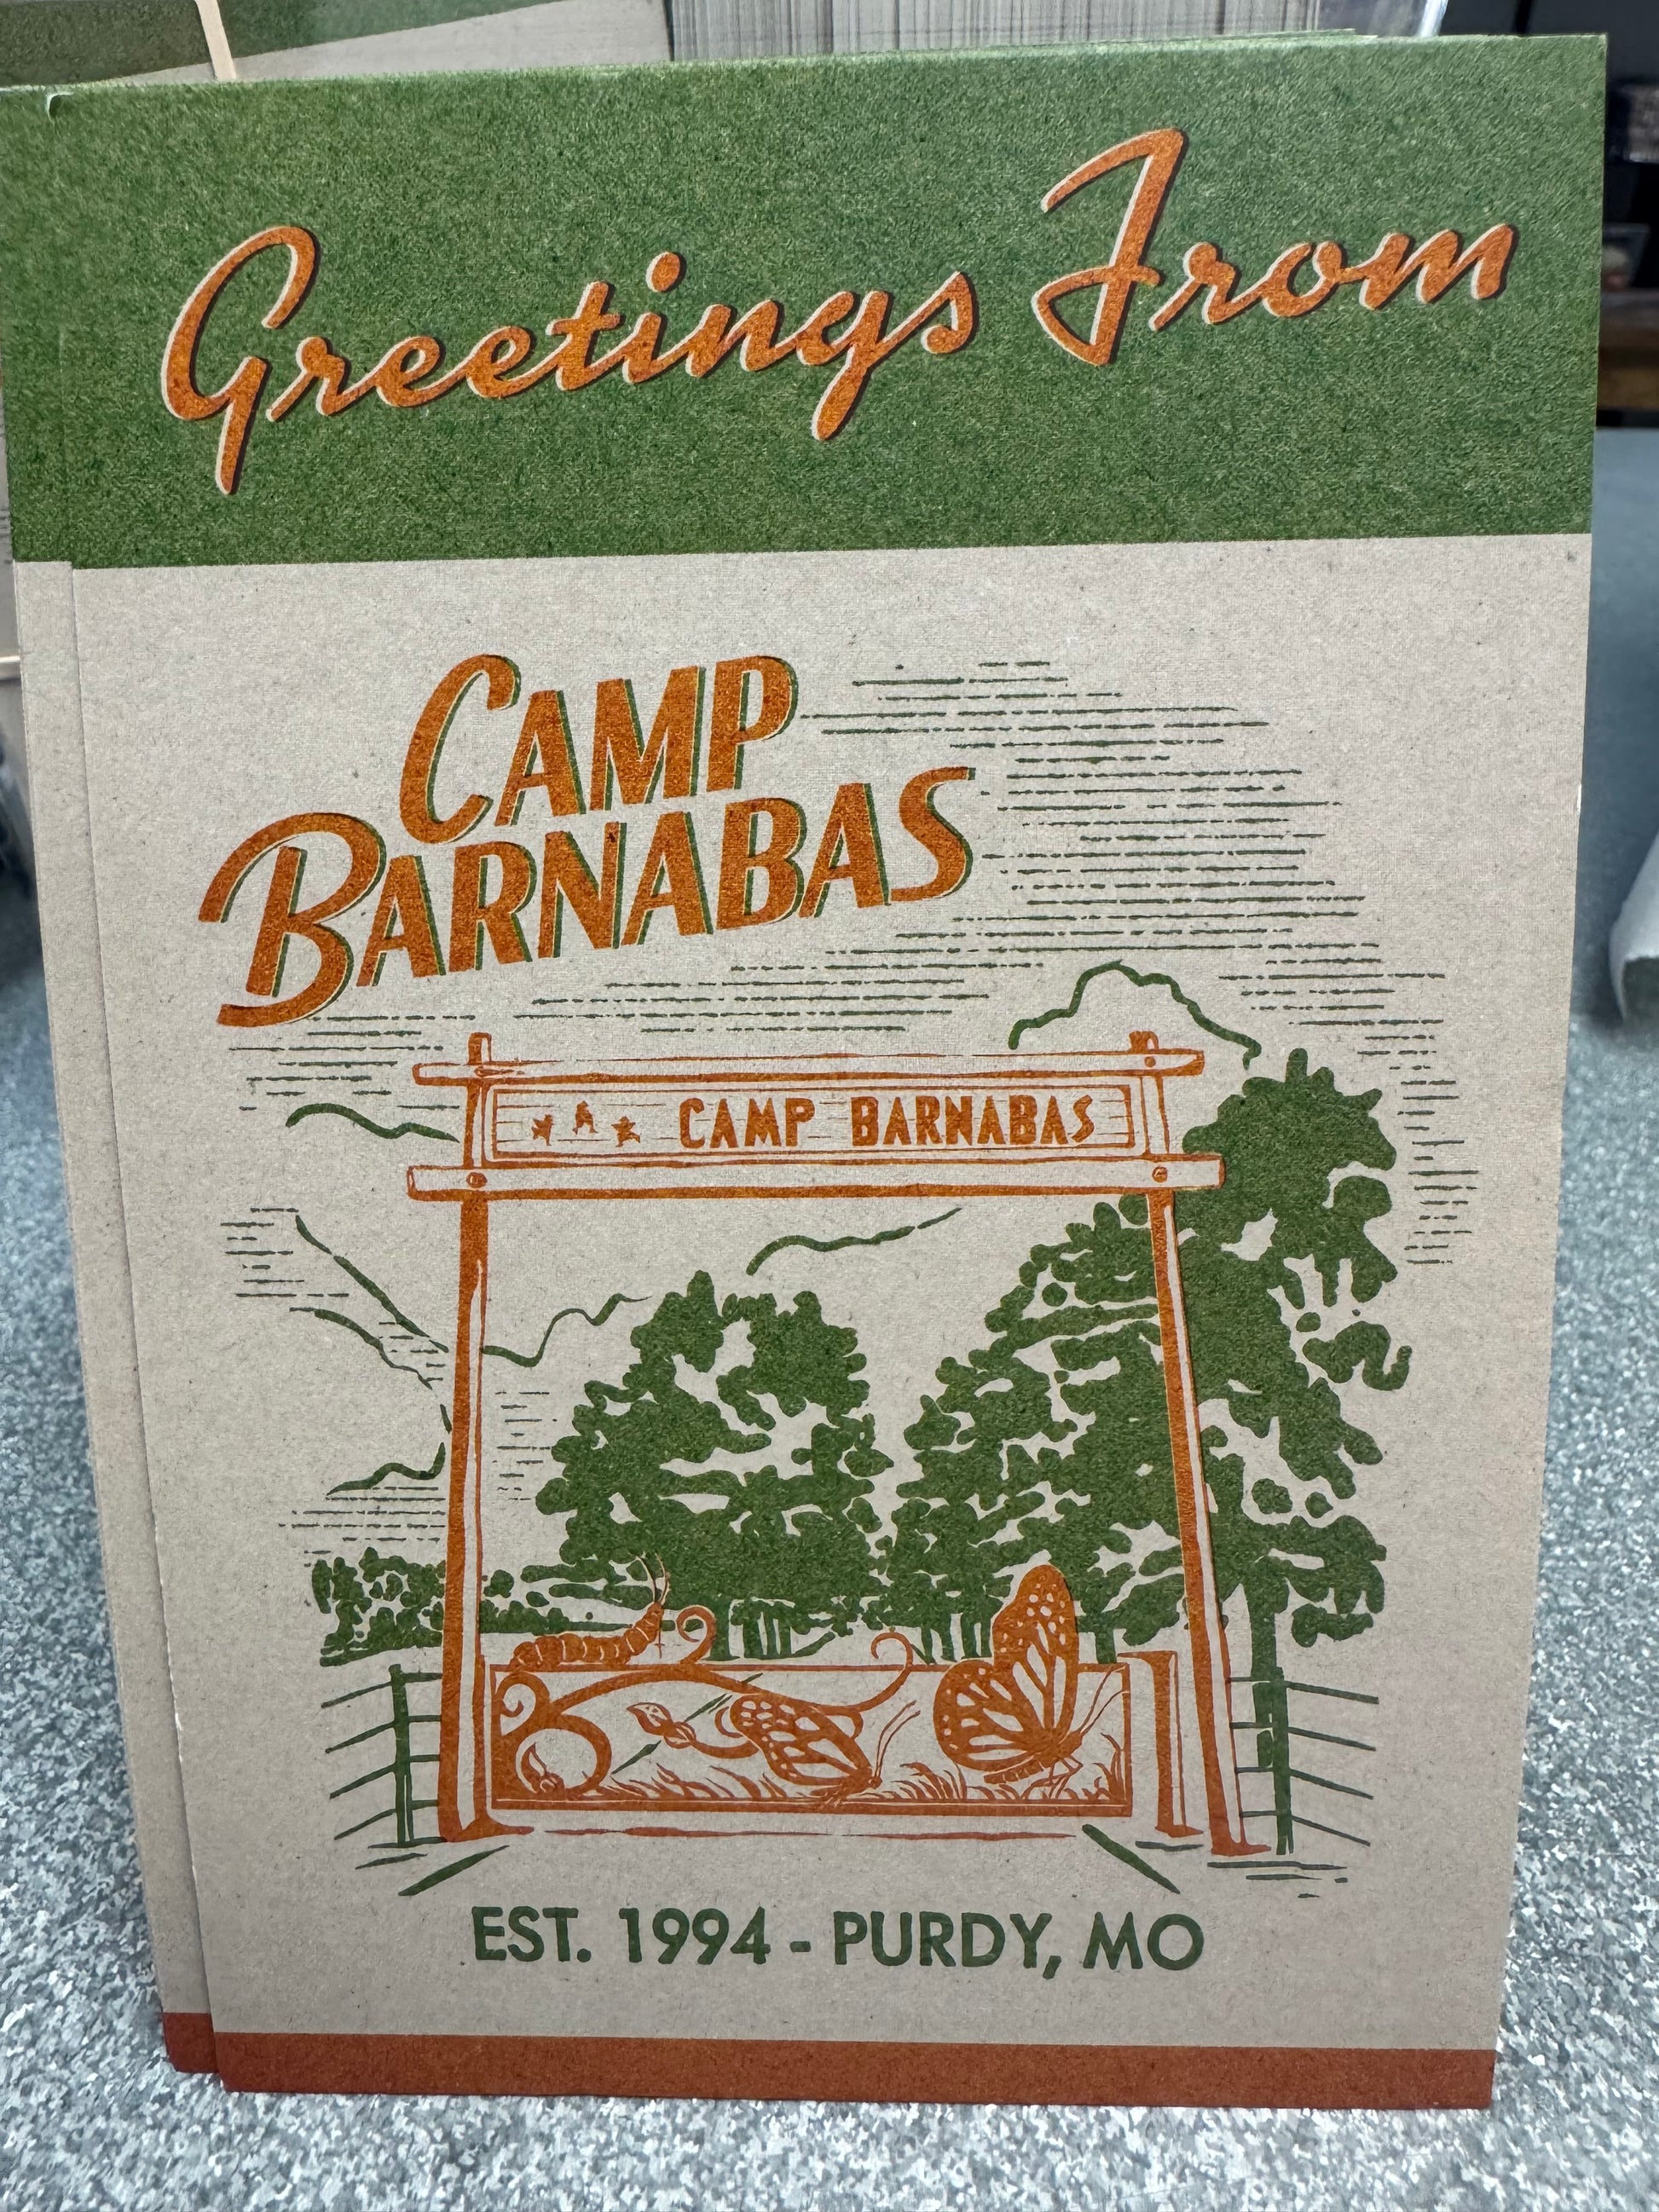 Greetings From
CAMP
BARNABAS
CAMP BARNABAS
EST. 1994 - PURDY, MO